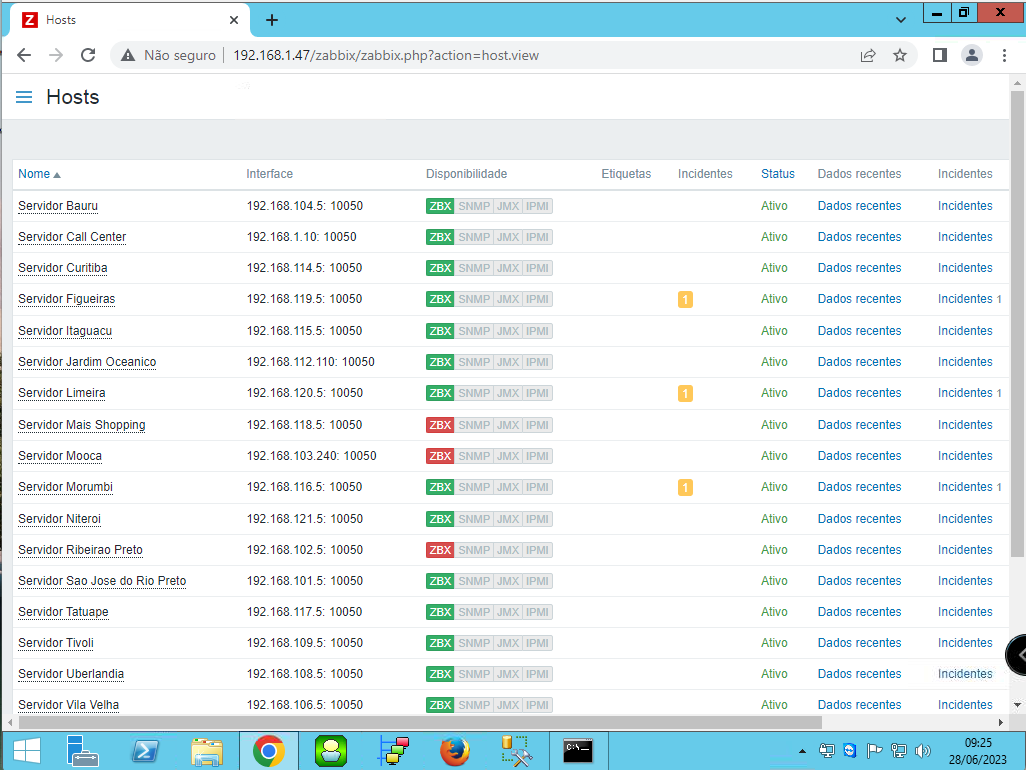 Z Hosts
Não seguro 192.168.1.47/zabbix/zabbix.php?action=host.view
Hosts
Nome Interface Disponibilidade Etiquetas Incidentes Status Dados recentes Incidentes
Servidor Bauru 192.168.104.5: 10050 ZBX SNMP JMX IPMI Ativo Dados recentes Incidentes
Servidor Call Center 192.168.1.10: 10050 ZBX SNMP JMX IPMI Ativo Dados recentes Incidentes
Servidor Curitiba 192.168.114.5: 10050 ZBX SNMP JMX IPMI Ativo Dados recentes Incidentes
Servidor Figueiras 192.168.119.5: 10050 ZBX SNMP JMX IPMI 1 Ativo Dados recentes Incidentes 1
Servidor Itaguacu 192.168.115.5: 10050 ZBX SNMP JMX IPMI Ativo Dados recentes Incidentes
Servidor Jardim Oceanico 192.168.112.110: 10050 ZBX SNMP JMX IPMI Ativo Dados recentes Incidentes
Servidor Limeira 192.168.120.5: 10050 ZBX SNMP JMX IPMI 1 Ativo Dados recentes Incidentes 1
Servidor Mais Shopping 192.168.118.5: 10050 ZBX SNMP JMX IPMI Ativo Dados recentes Incidentes
Servidor Mooca 192.168.103.240: 10050 ZBX SNMP JMX IPMI Ativo Dados recentes Incidentes
Servidor Morumbi 192.168.116.5: 10050 ZBX SNMP JMX IPMI 1 Ativo Dados recentes Incidentes 1
Servidor Niteroi 192.168.121.5: 10050 ZBX SNMP JMX IPMI Ativo Dados recentes Incidentes
Servidor Ribeirao Preto 192.168.102.5: 10050 ZBX SNMP JMX IPMI Ativo Dados recentes Incidentes
Servidor Sao Jose do Rio Preto 192.168.101.5: 10050 ZBX SNMP JMX IPMI Ativo Dados recentes Incidentes
Servidor Tatuape 192.168.117.5: 10050 ZBX SNMP JMX IPMI Ativo Dados recentes Incidentes
Servidor Tivoli 192.168.109.5: 10050 ZBX SNMP JMX IPMI Ativo Dados recentes Incidentes
Servidor Uberlandia 192.168.108.5: 10050 ZBX SNMP JMX IPMI Ativo Dados recentes Incidentes
Servidor Vila Velha 192.168.106.5: 10050 ZBX SNMP JMX IPMI Ativo Dados recentes Incidentes
C:\_
09:25
28/06/2023